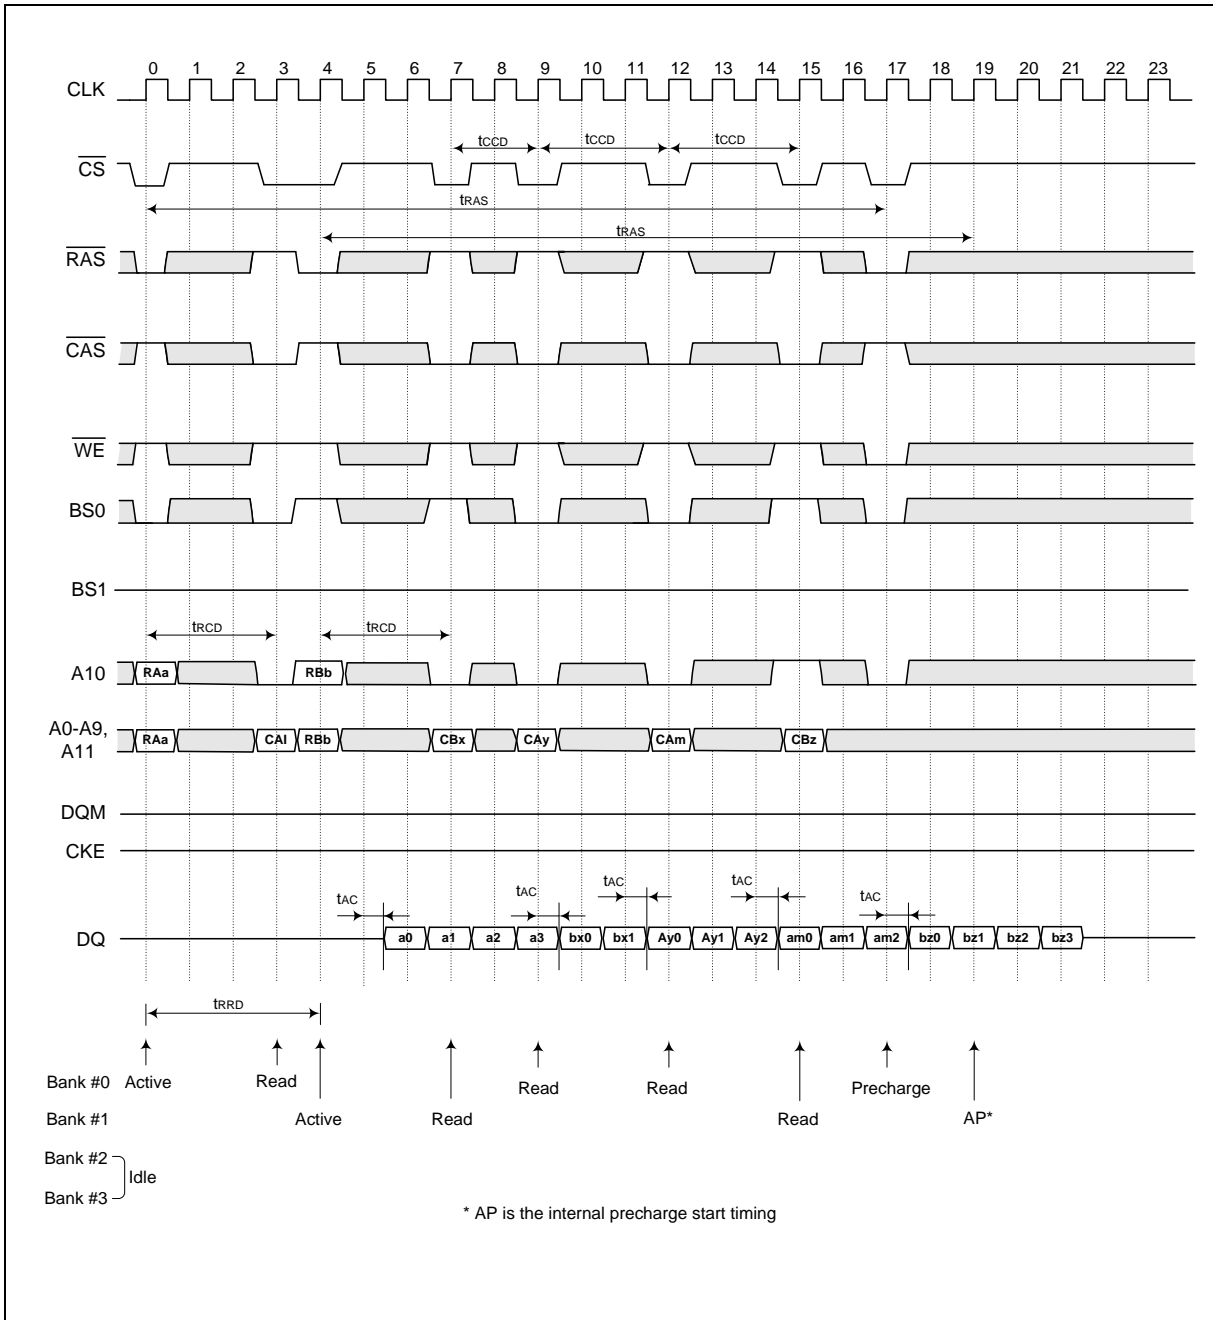 0 1 2 3 4 5 6 7 8 9 10 11 12 13 14 15 16 17 18 19 20 21 22 23
CLK
tCCD tCCD tCCD
CS
tRAS
tRAS
RAS
CAS
WE
BS0
BS1
tRCD tRCD
A10 RAa RBb
A0-A9,
A11
RAa CAl RBb CBx CAy CAm CBz
DQM
CKE
tAC tAC tAC tAC tAC
DQ a0 a1 a2 a3 bx0 bx1 Ay0 Ay1 Ay2 am0 am1 am2 bz0 bz1 bz2 bz3
tRRD
Bank #0 Active Read Read Read Precharge
Bank #1 Active Read Read AP*
Bank #2
Idle
Bank #3
* AP is the internal precharge start timing